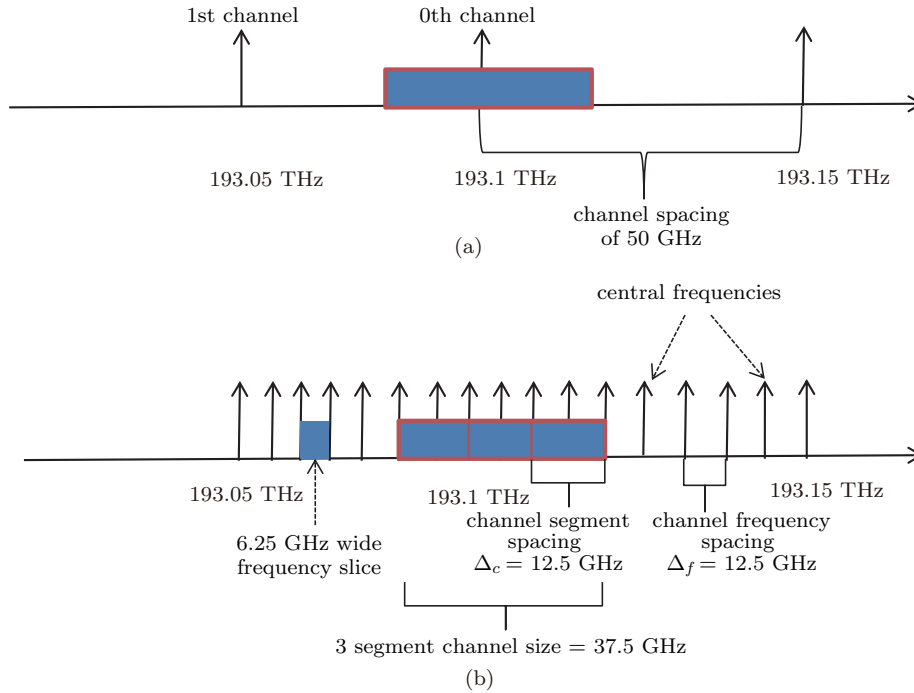 1st channel
0th channel
193.05 THz
193.1 THz
193.15 THz
channel spacing
of 50 GHz
(a)
central frequencies
193.05 THz
193.1 THz
193.15 THz
6.25 GHz wide
frequency slice
channel segment
spacing
Δc = 12.5 GHz
channel frequency
spacing
Δf = 12.5 GHz
3 segment channel size = 37.5 GHz
(b)